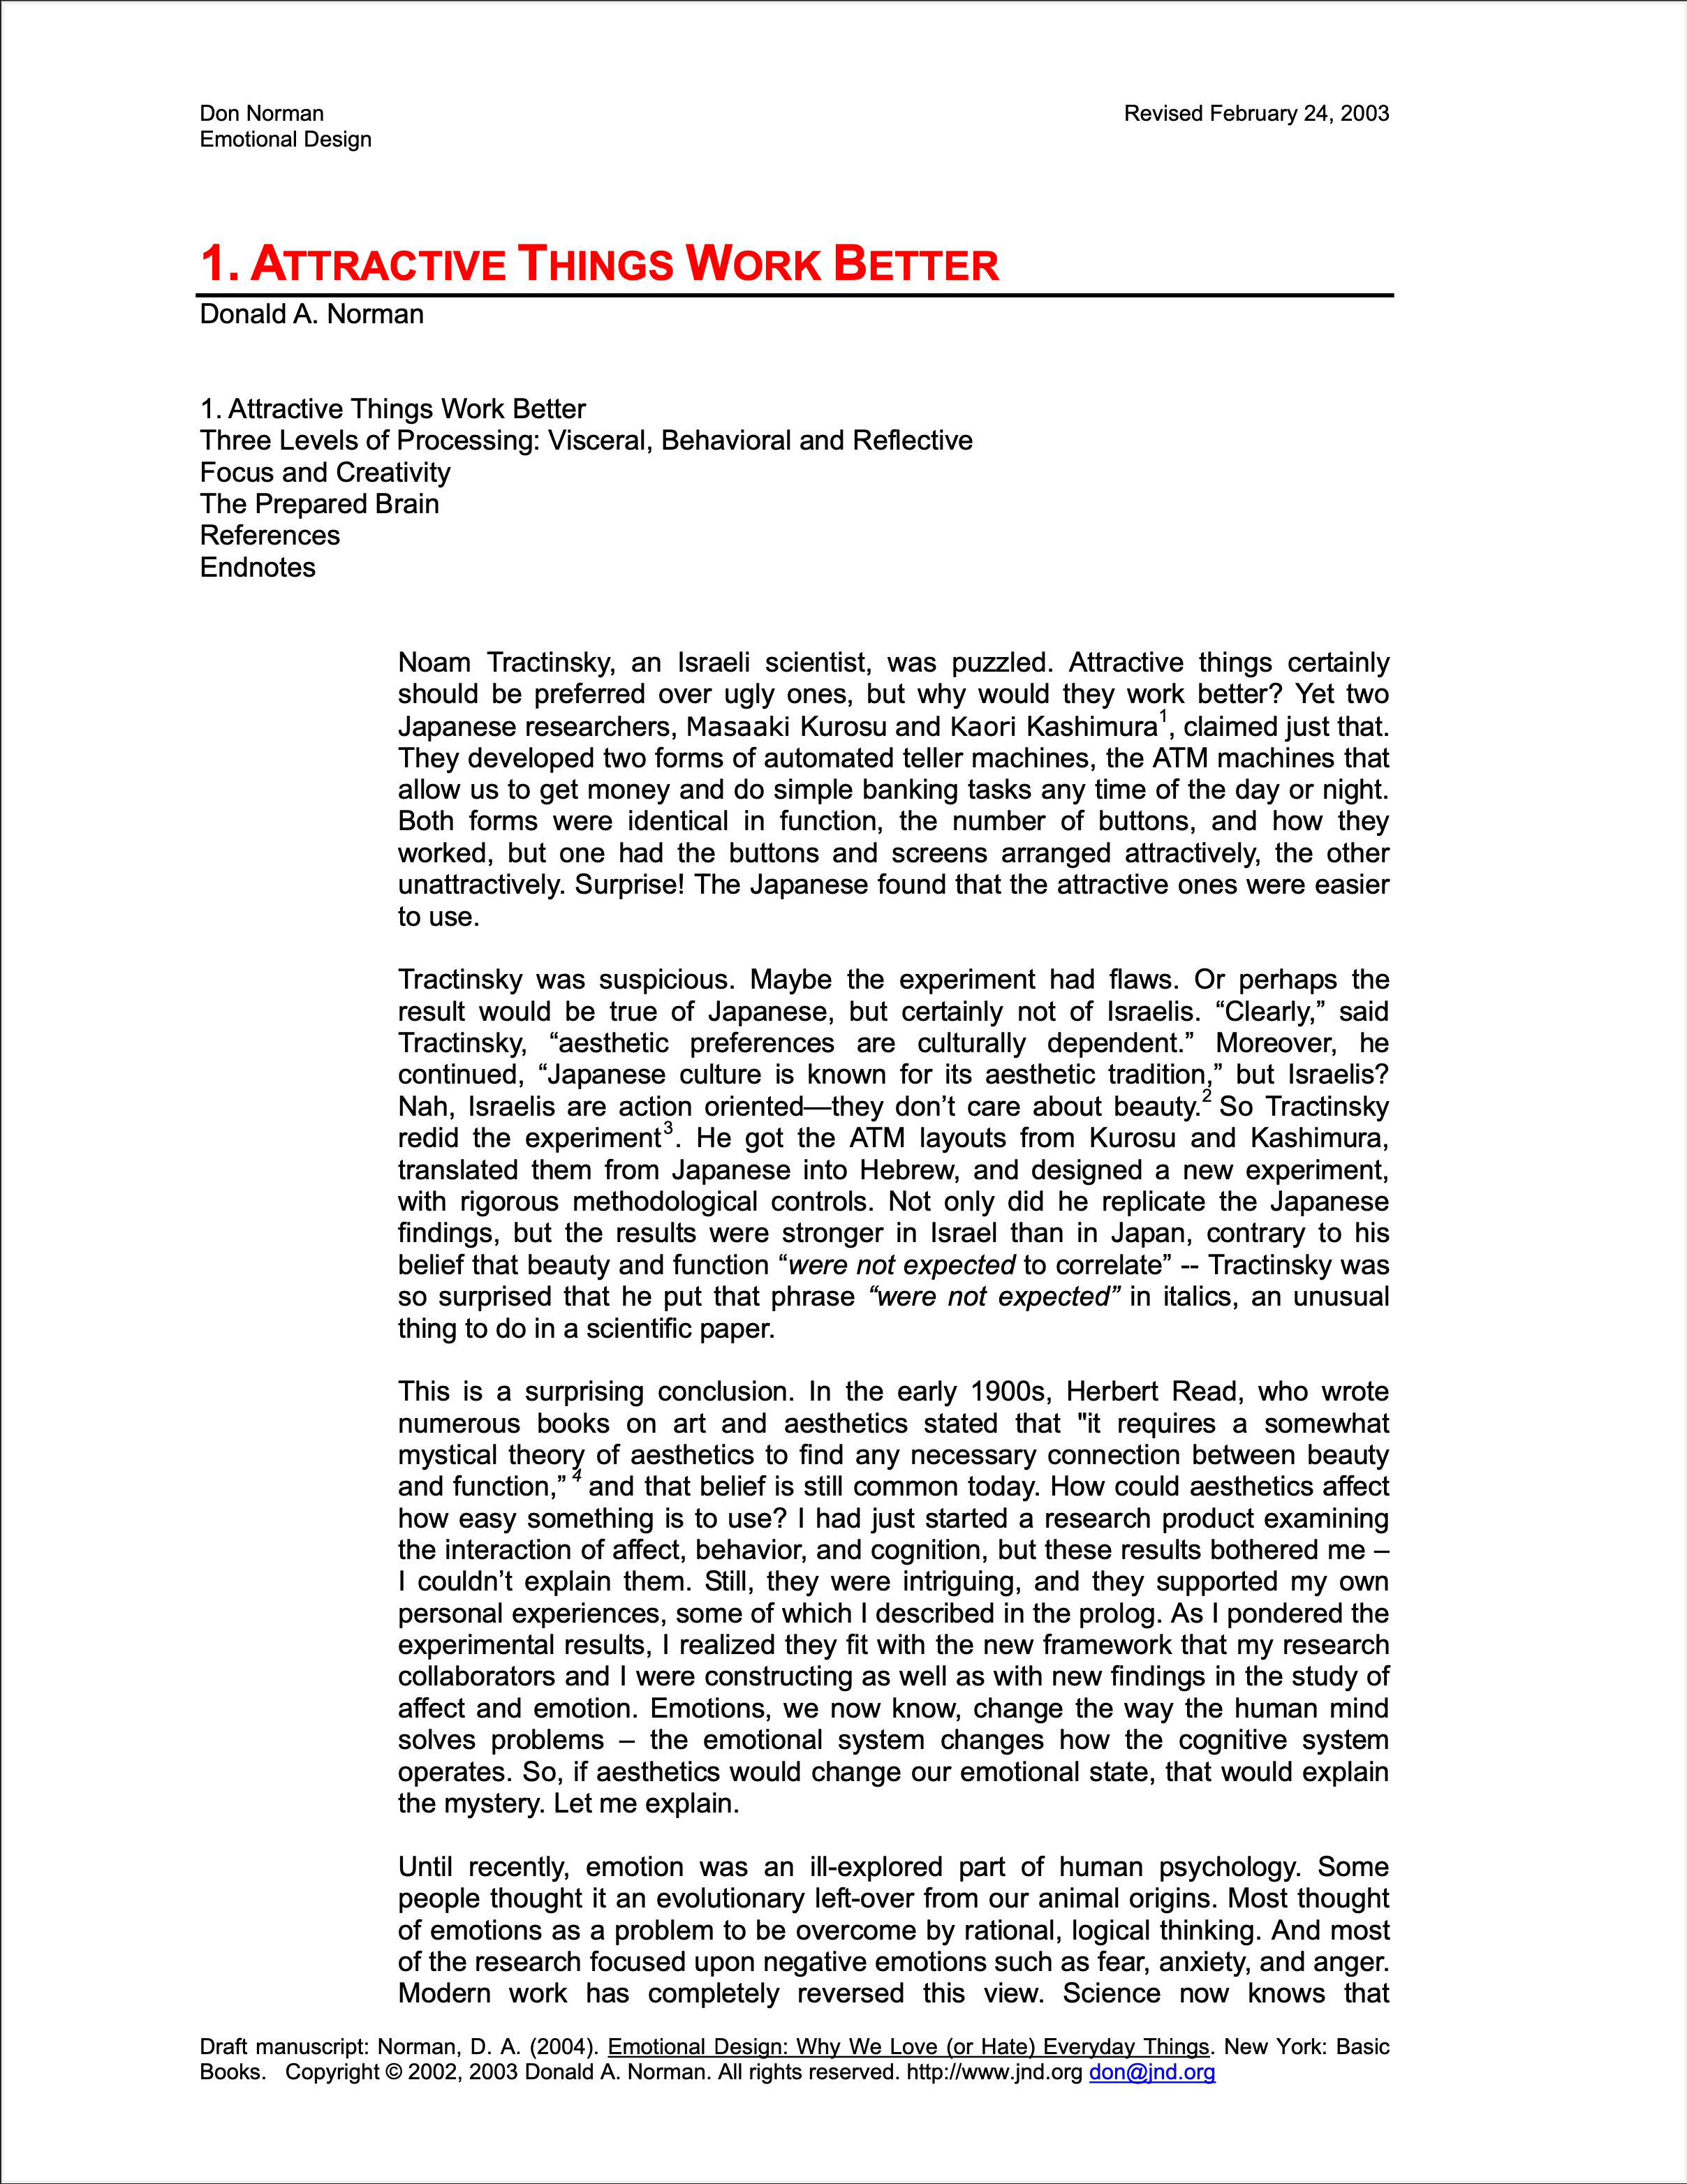 Don Norman
Emotional Design
Revised February 24, 2003
1. ATTRACTIVE THINGS WORK BETTER
Donald A. Norman
1. Attractive Things Work Better
Three Levels of Processing: Visceral, Behavioral and Reflective
Focus and Creativity
The Prepared Brain
References
Endnotes
Noam Tractinsky, an Israeli scientist, was puzzled. Attractive things certainly
should be preferred over ugly ones, but why would they work better? Yet two
Japanese researchers, Masaaki Kurosu and Kaori Kashimura1, claimed just that.
They developed two forms of automated teller machines, the ATM machines that
allow us to get money and do simple banking tasks any time of the day or night.
Both forms were identical in function, the number of buttons, and how they
worked, but one had the buttons and screens arranged attractively, the other
unattractively. Surprise! The Japanese found that the attractive ones were easier
to use.
Tractinsky was suspicious. Maybe the experiment had flaws. Or perhaps the
result would be true of Japanese, but certainly not of Israelis. “Clearly,” said
Tractinsky, “aesthetic preferences are culturally dependent.” Moreover, he
continued, “Japanese culture is known for its aesthetic tradition,” but Israelis?
Nah, Israelis are action oriented—they don’t care about beauty.2 So Tractinsky
redid the experiment3. He got the ATM layouts from Kurosu and Kashimura,
translated them from Japanese into Hebrew, and designed a new experiment,
with rigorous methodological controls. Not only did he replicate the Japanese
findings, but the results were stronger in Israel than in Japan, contrary to his
belief that beauty and function “were not expected to correlate” -- Tractinsky was
so surprised that he put that phrase “were not expected” in italics, an unusual
thing to do in a scientific paper.
This is a surprising conclusion. In the early 1900s, Herbert Read, who wrote
numerous books on art and aesthetics stated that "it requires a somewhat
mystical theory of aesthetics to find any necessary connection between beauty
and function,” 4 and that belief is still common today. How could aesthetics affect
how easy something is to use? I had just started a research product examining
the interaction of affect, behavior, and cognition, but these results bothered me –
I couldn’t explain them. Still, they were intriguing, and they supported my own
personal experiences, some of which I described in the prolog. As I pondered the
experimental results, I realized they fit with the new framework that my research
collaborators and I were constructing as well as with new findings in the study of
affect and emotion. Emotions, we now know, change the way the human mind
solves problems – the emotional system changes how the cognitive system
operates. So, if aesthetics would change our emotional state, that would explain
the mystery. Let me explain.
Until recently, emotion was an ill-explored part of human psychology. Some
people thought it an evolutionary left-over from our animal origins. Most thought
of emotions as a problem to be overcome by rational, logical thinking. And most
of the research focused upon negative emotions such as fear, anxiety, and anger.
Modern work has completely reversed this view. Science now knows that
Draft manuscript: Norman, D. A. (2004). Emotional Design: Why We Love (or Hate) Everyday Things. New York: Basic
Books. Copyright © 2002, 2003 Donald A. Norman. All rights reserved. http://www.jnd.org don@jnd.org